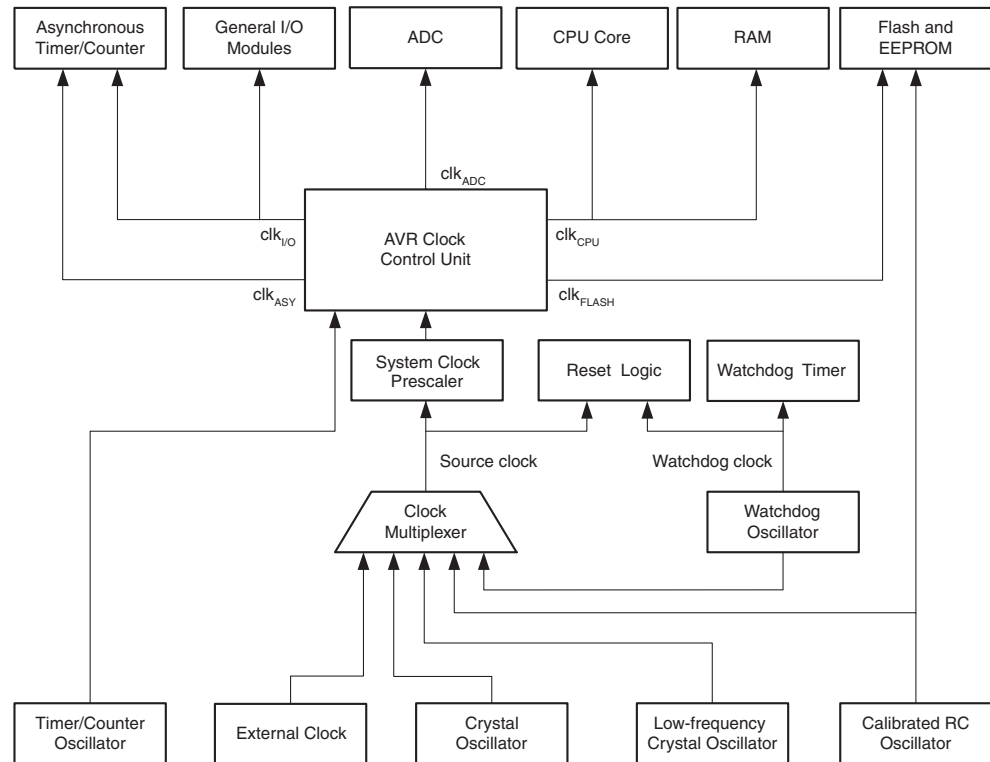 Asynchronous
Timer/Counter
General I/O
Modules
ADC
CPU Core
RAM
Flash and
EEPROM
clkADC
AVR Clock
Control Unit
clkI/O
clkCPU
clkASY
clkFLASH
System Clock
Prescaler
Reset Logic
Watchdog Timer
Source clock
Watchdog clock
Clock
Multiplexer
Watchdog
Oscillator
Timer/Counter
Oscillator
External Clock
Crystal
Oscillator
Low-frequency
Crystal Oscillator
Calibrated RC
Oscillator